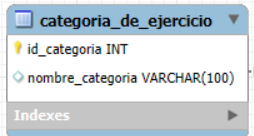 categoria_de_ejercicio
id_categoria INT
nombre_categoria VARCHAR(100)
Indexes